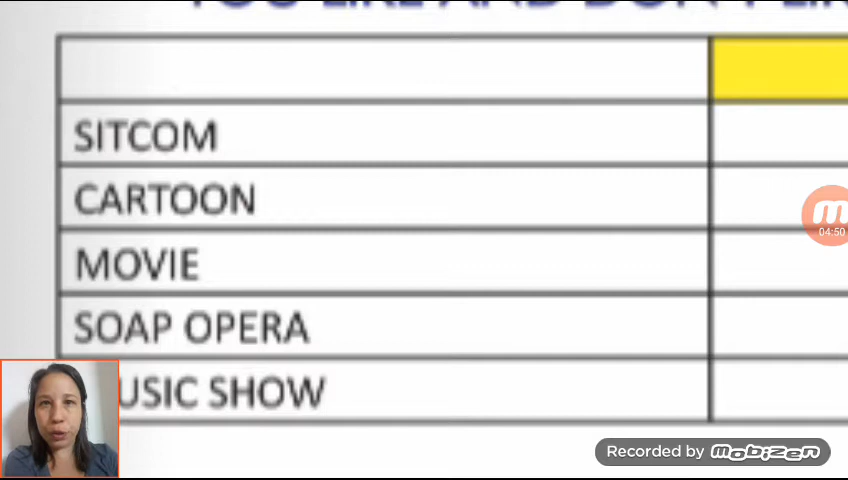 SITCOM
CARTOON
04:50
MOVIE
SOAP OPERA
USIC SHOW
Recorded by mobizen